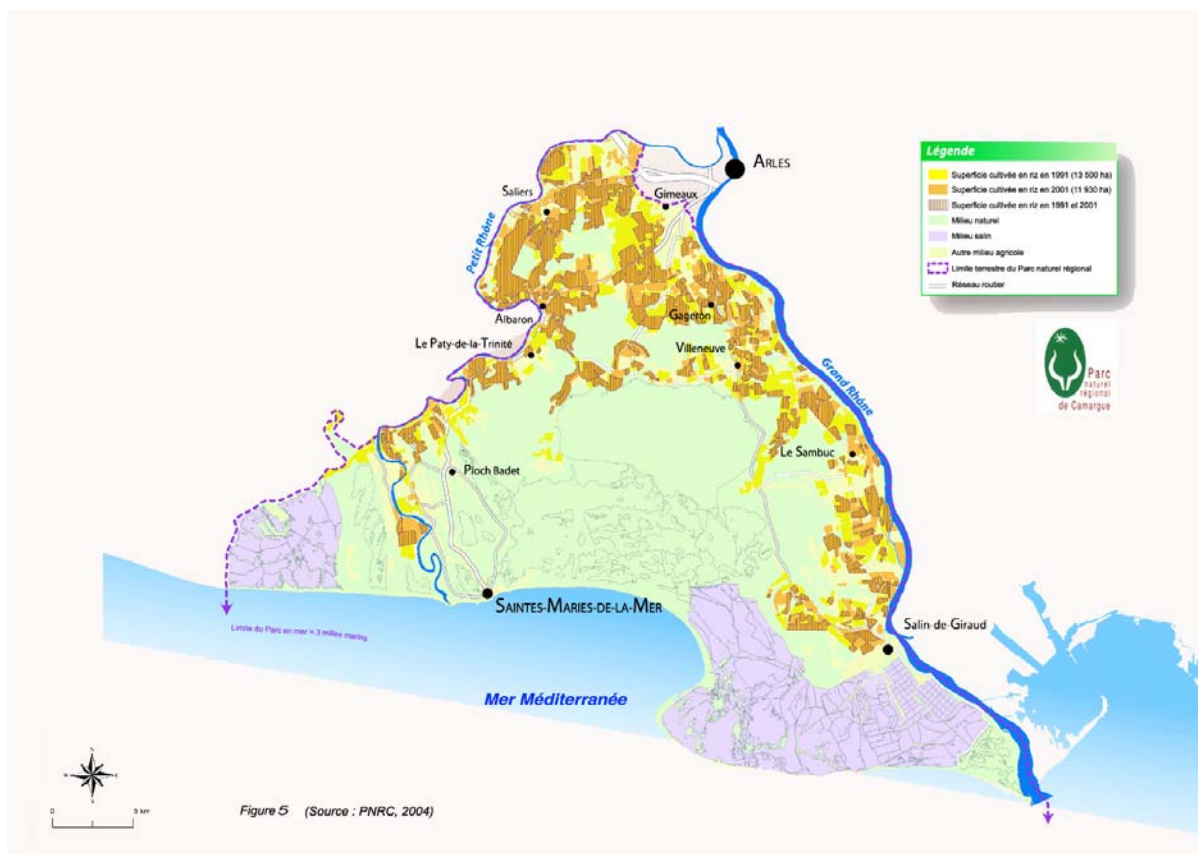 ARLES
Légende
Superficie cultivée en riz en 1991 (13 500 ha)
Superficie cultivée en riz en 2001 (11 930 ha)
Superficie cultivée en riz en 1991 et 2001
Milieu naturel
Milieu salin
Autre milieu agricole
Limite terrestre du Parc naturel régional
Réseau routier
Saliers
Gimeaux
Petit Rhône
Albaron
Gageron
Le Paty-de-la-Trinité
Villeneuve
Grand Rhône
Parc
naturel
régional
de Camargue
Le Sambuc
Pioch Badet
SAINTES-MARIES-DE-LA-MER
Salin-de-Giraud
Limite du Parc en mer = 3 milles marins
Mer Méditerranée
N
W
E
S
0
5 km
Figure 5 (Source : PNRC, 2004)